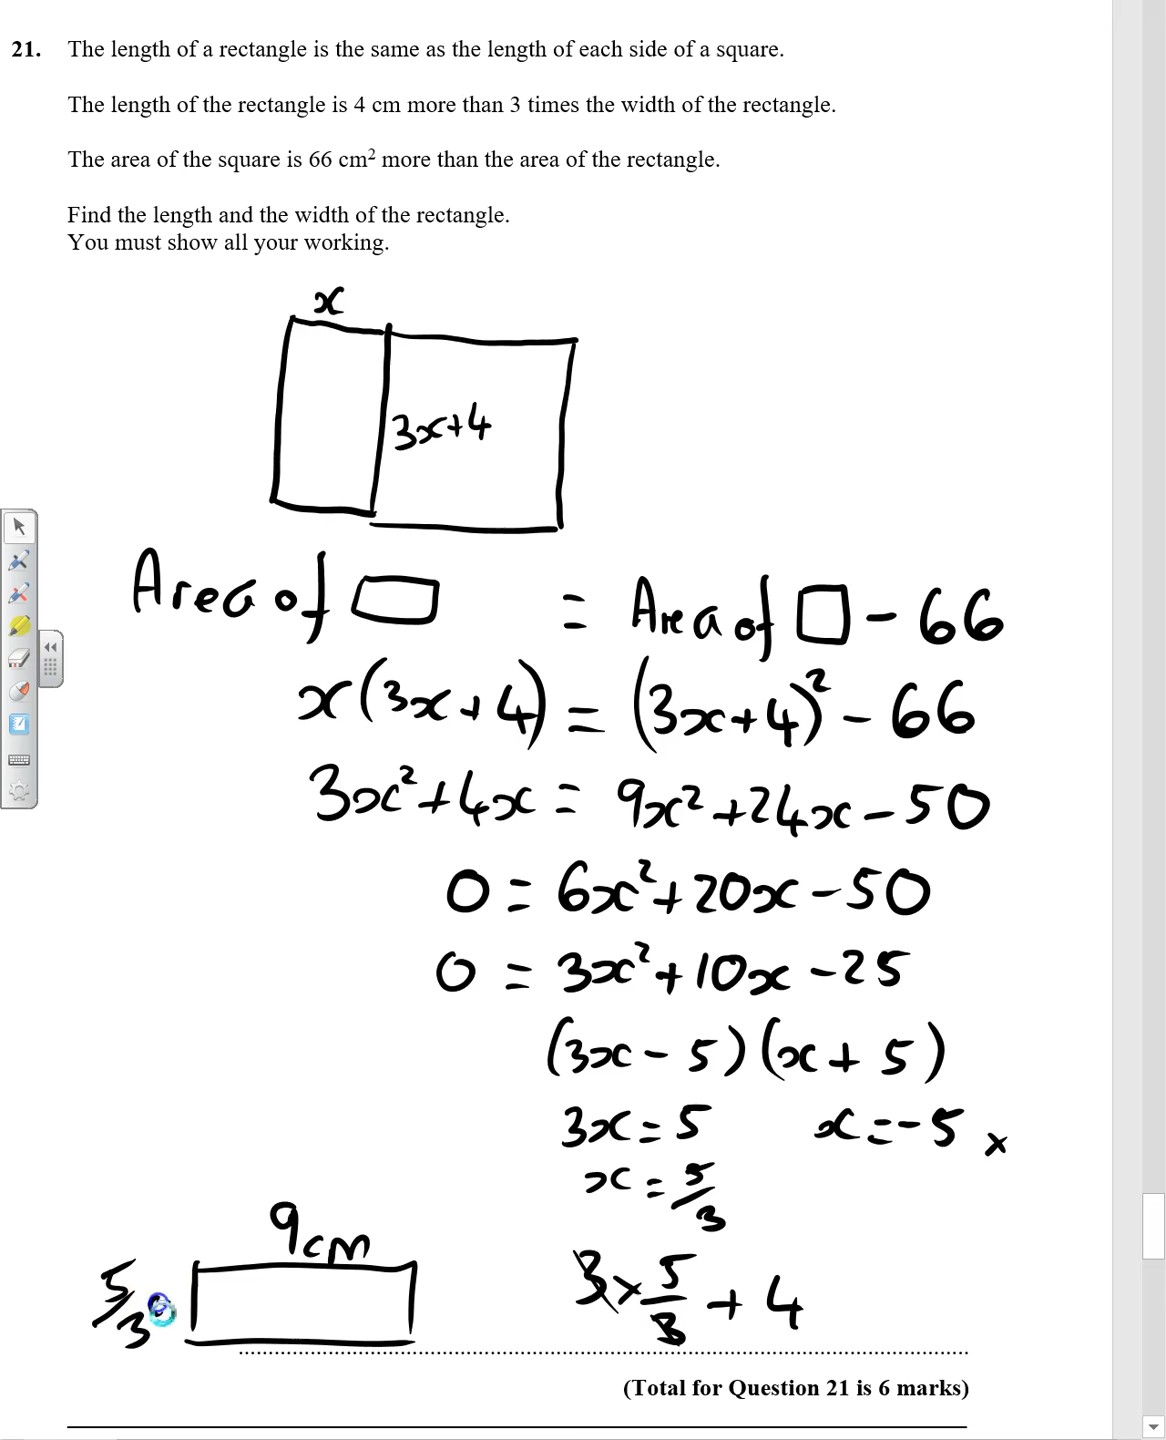 21. The length of a rectangle is the same as the length of each side of a square.
The length of the rectangle is 4 cm more than 3 times the width of the rectangle.
The area of the square is 66 cm² more than the area of the rectangle.
Find the length and the width of the rectangle.
You must show all your working.
x
3x+4
Area of ▭ = Area of □ - 66
x(3x+4) = (3x+4)² - 66
3x²+4x = 9x²+24x-50
0 = 6x²+20x-50
0 = 3x²+10x-25
(3x-5)(x+5)
3x=5 x=-5 ×
x=5/3
9cm
5/3
3×5/3+4
(Total for Question 21 is 6 marks)